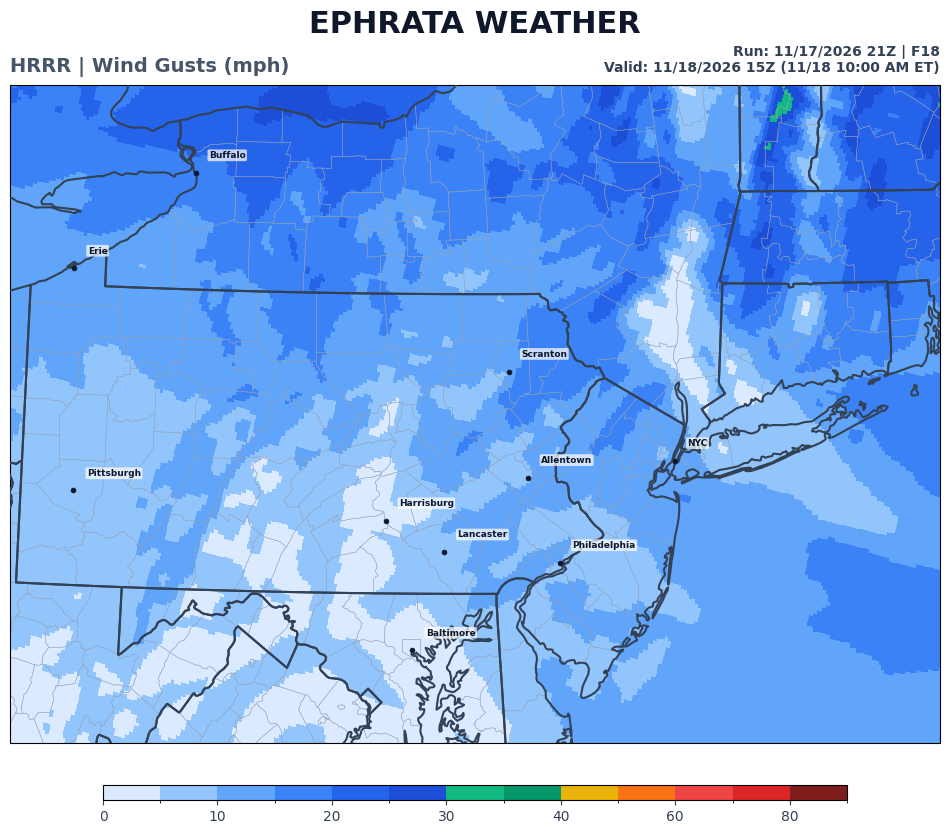 EPHRATA WEATHER
HRRR | Wind Gusts (mph)
Run: 11/17/2026 21Z | F18
Valid: 11/18/2026 15Z (11/18 10:00 AM ET)
Buffalo
Erie
Scranton
NYC
Allentown
Pittsburgh
Harrisburg
Lancaster
Philadelphia
Baltimore
0 10 20 30 40 60 80